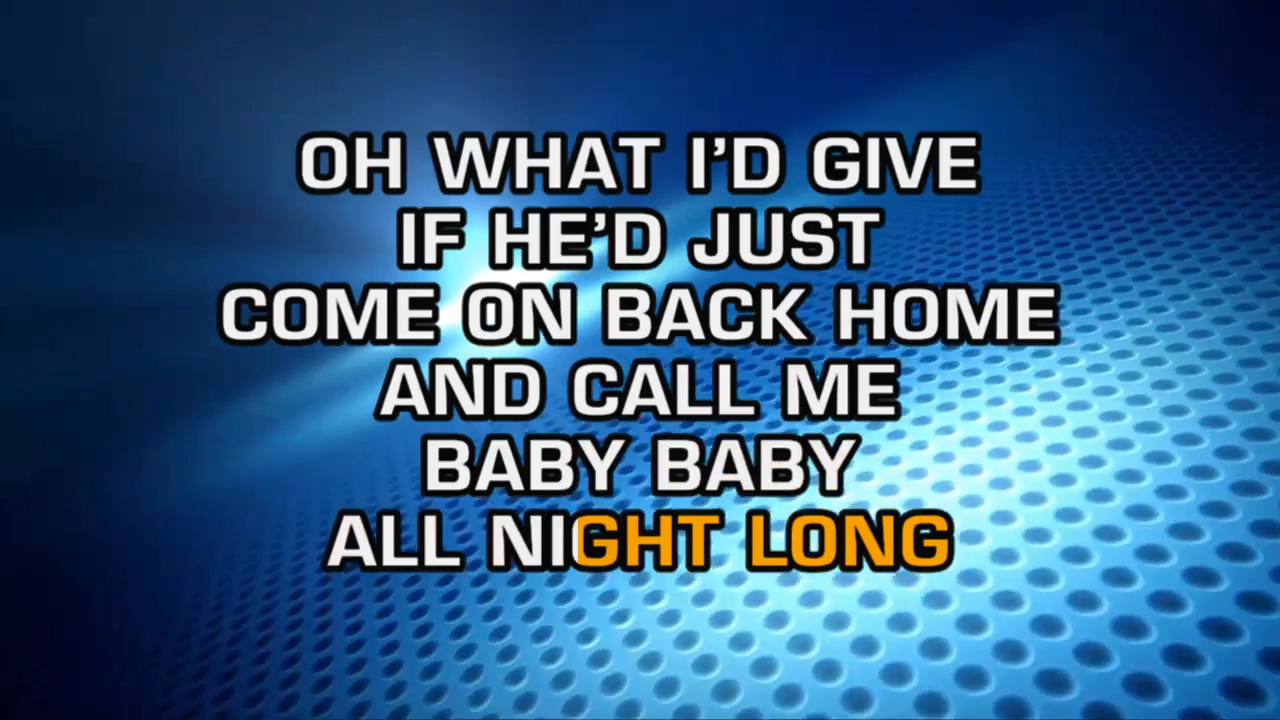 OH WHAT I’D GIVE
IF HE’D JUST
COME ON BACK HOME
AND CALL ME
BABY BABY
ALL NIGHT LONG